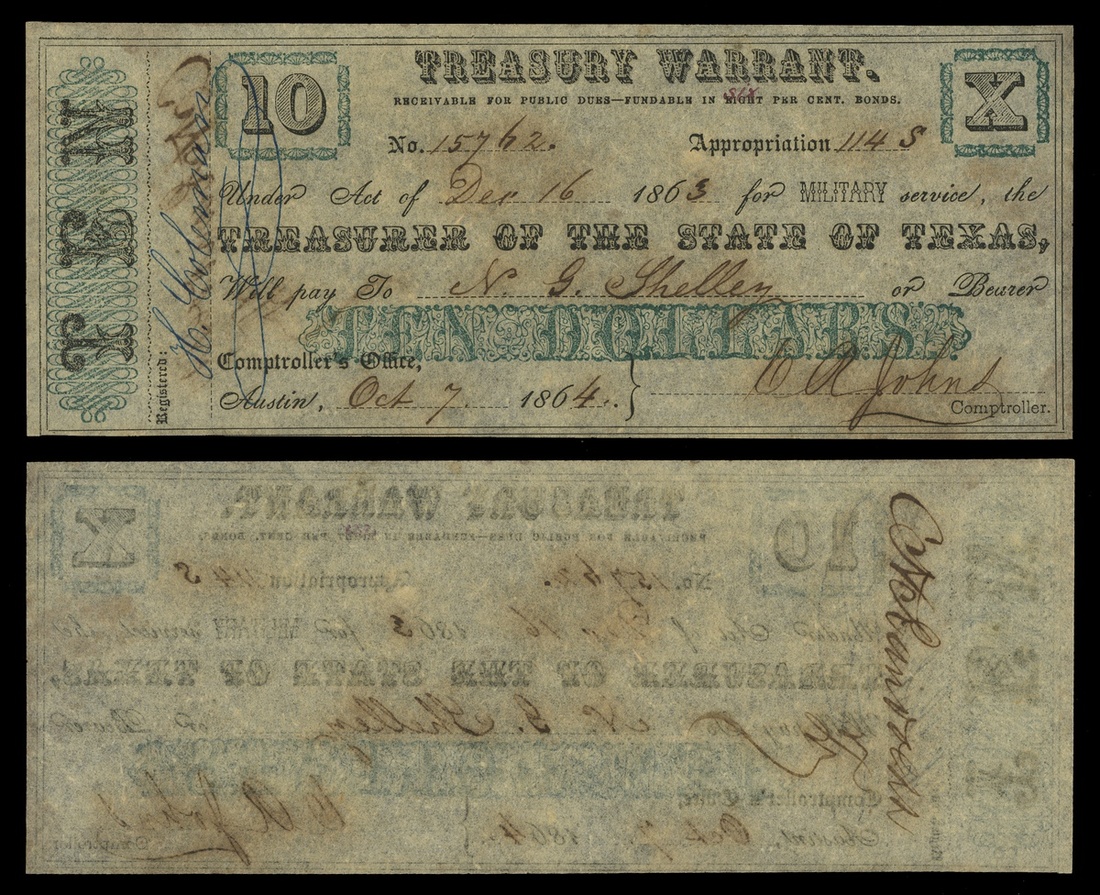 TEN
Registered:
10
TREASURY WARRANT.
X
RECEIVABLE FOR PUBLIC DUES—FUNDABLE IN EIGHT PER CENT. BONDS.
No. 15762. Appropriation 114 S
Under Act of Dec 16 1863 for MILITARY service, the
TREASURER OF THE STATE OF TEXAS,
Will pay To N. G. Shelley or Bearer
TEN DOLLARS.
Comptroller's Office,
Austin, Oct 7 1864.
C R Johns
Comptroller.